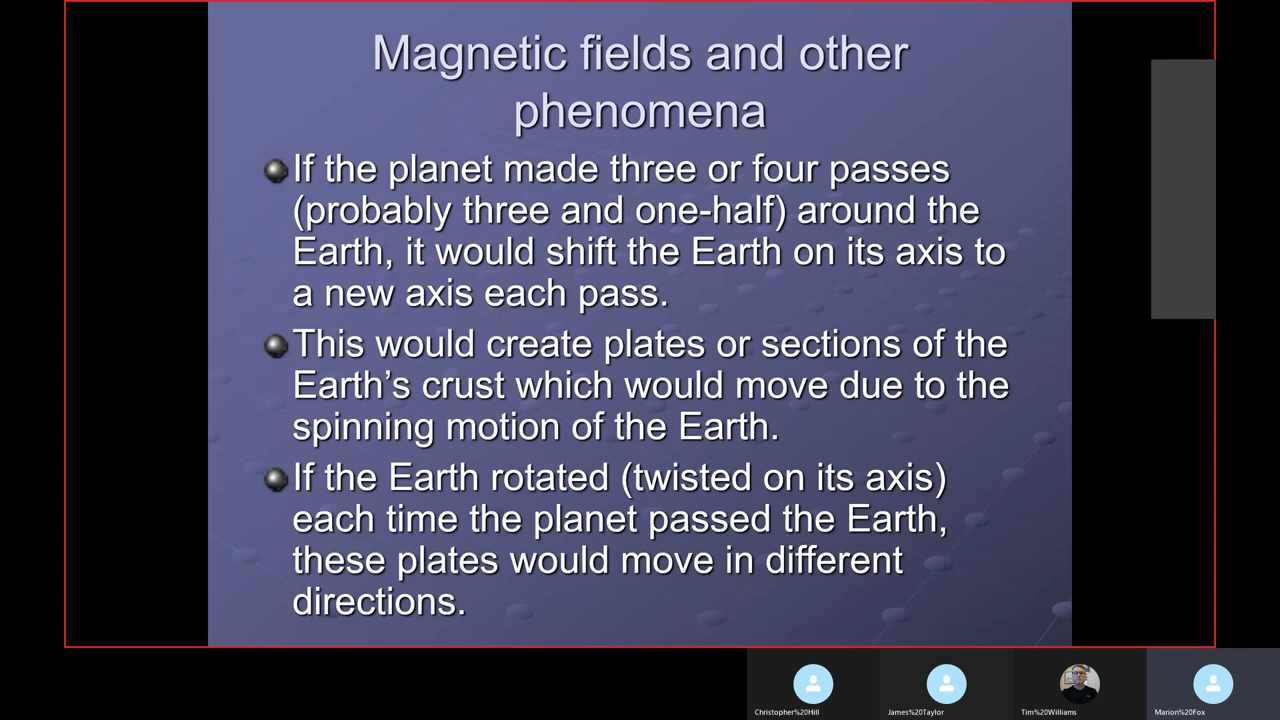 Magnetic fields and other
phenomena
If the planet made three or four passes
(probably three and one-half) around the
Earth, it would shift the Earth on its axis to
a new axis each pass.
This would create plates or sections of the
Earth’s crust which would move due to the
spinning motion of the Earth.
If the Earth rotated (twisted on its axis)
each time the planet passed the Earth,
these plates would move in different
directions.
Christopher%20Hill
James%20Taylor
Tim%20Williams
Marion%20Fox